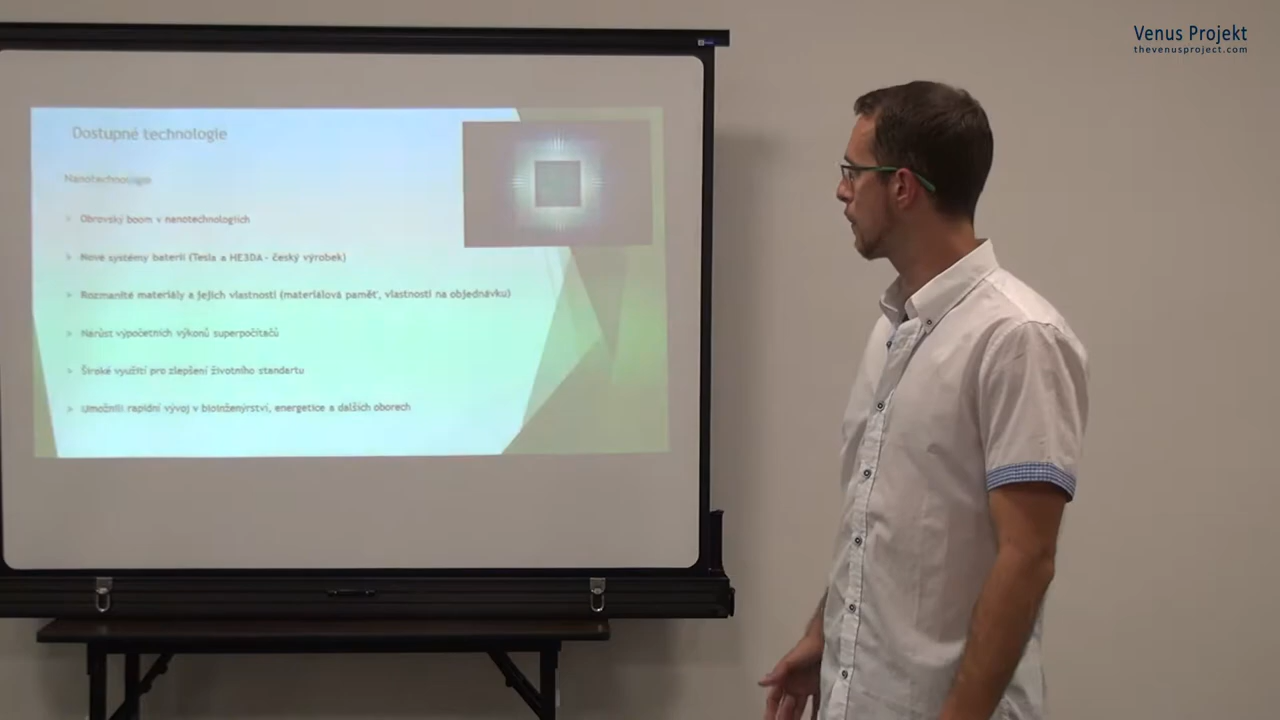 Venus Projekt
thevenusproject.com
Dostupné technologie
Nanotechnologie
Obrovský boom v nanotechnologiích
Nové systémy baterií (Tesla a HE3DA - český výrobek)
Rozmanité materiály a jejich vlastnosti (materiálová paměť, vlastnosti na objednávku)
Narůst výpočetních výkonů superpočítačů
Široké využití pro zlepšení životního standartu
Umožnili rapidní vývoj v bioinženýrství, energetice a dalších oborech